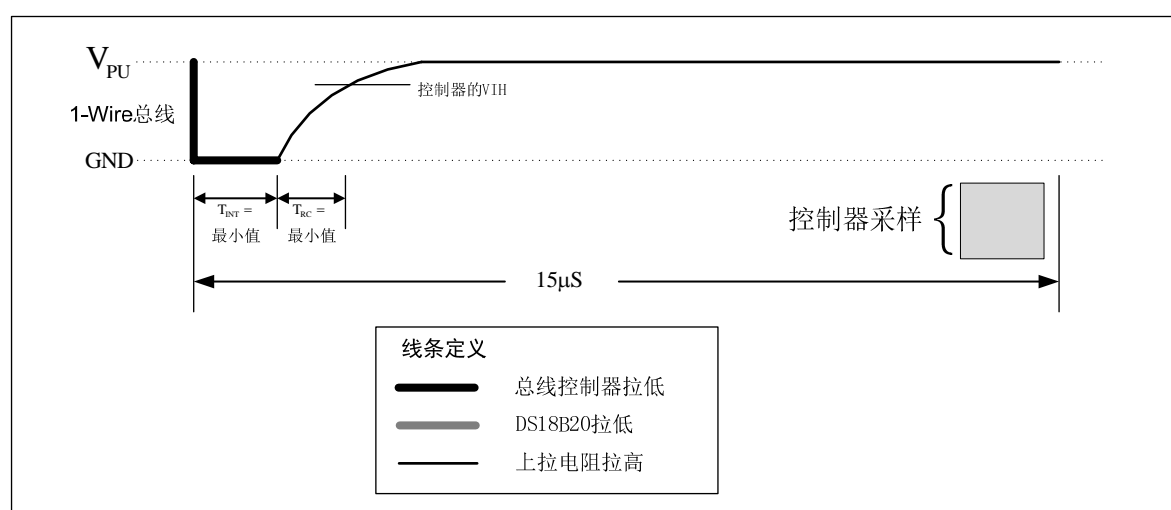 V_PU
控制器的VIH
1-Wire总线
GND
T_INT =
最小值
T_RC =
最小值
控制器采样
15μS
线条定义
总线控制器拉低
DS18B20拉低
上拉电阻拉高